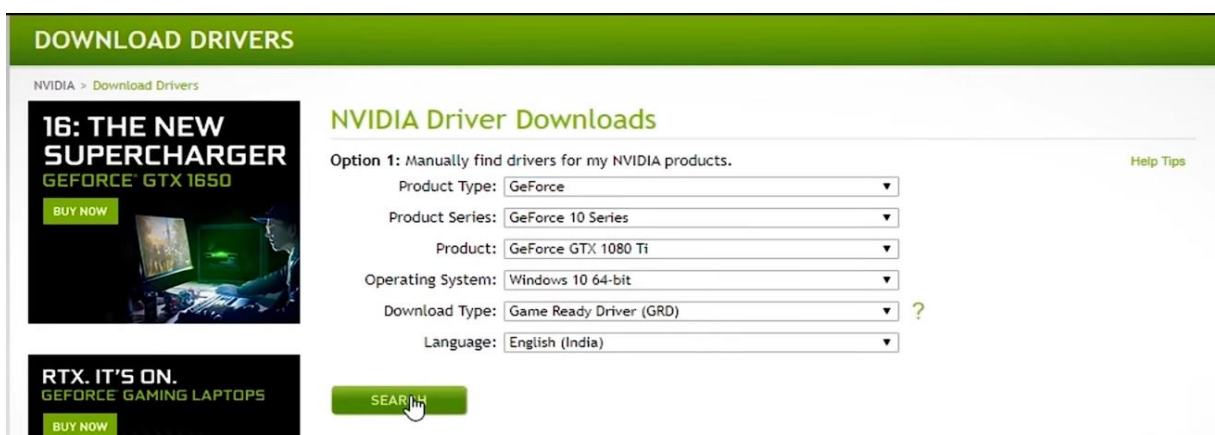 DOWNLOAD DRIVERS
NVIDIA > Download Drivers
16: THE NEW
SUPERCHARGER
GEFORCE® GTX 1650
BUY NOW
RTX. IT'S ON.
GEFORCE® GAMING LAPTOPS
BUY NOW
NVIDIA Driver Downloads
Option 1: Manually find drivers for my NVIDIA products.
Help Tips
Product Type: GeForce
Product Series: GeForce 10 Series
Product: GeForce GTX 1080 Ti
Operating System: Windows 10 64-bit
Download Type: Game Ready Driver (GRD) ?
Language: English (India)
SEARCH